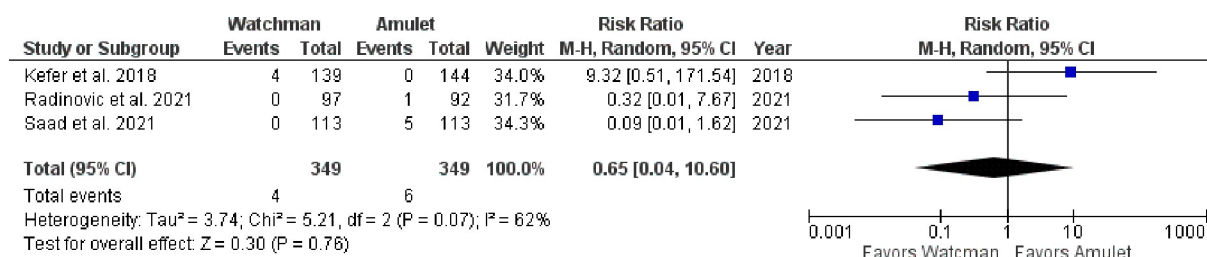 Watchman Amulet Risk Ratio Risk Ratio
Study or Subgroup Events Total Events Total Weight M-H, Random, 95% CI Year M-H, Random, 95% CI
Kefer et al. 2018 4 139 0 144 34.0% 9.32 [0.51, 171.54] 2018
Radinovic et al. 2021 0 97 1 92 31.7% 0.32 [0.01, 7.67] 2021
Saad et al. 2021 0 113 5 113 34.3% 0.09 [0.01, 1.62] 2021
Total (95% CI) 349 349 100.0% 0.65 [0.04, 10.60]
Total events 4 6
Heterogeneity: Tau² = 3.74; Chi² = 5.21, df = 2 (P = 0.07); I² = 62%
Test for overall effect: Z = 0.30 (P = 0.76)
0.001 0.1 1 10 1000
Favors Watcman Favors Amulet